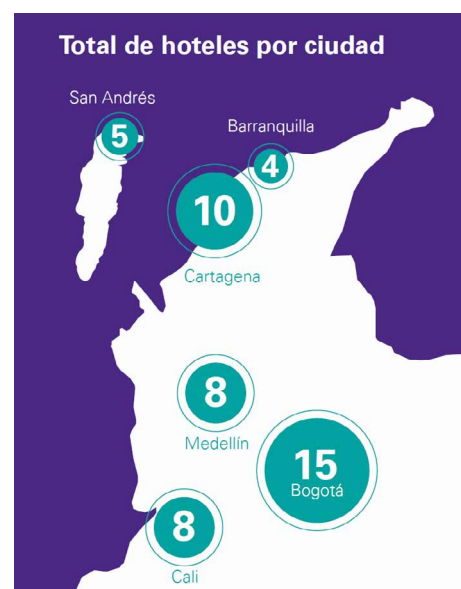 Total de hoteles por ciudad
San Andrés
5
Barranquilla
4
10
Cartagena
8
Medellín
15
Bogotá
8
Cali